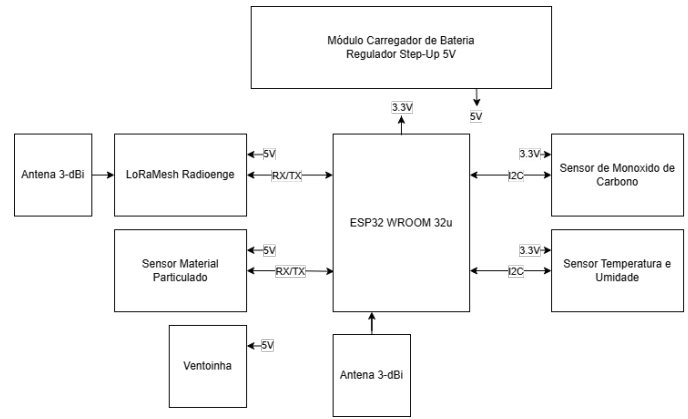 Módulo Carregador de Bateria
Regulador Step-Up 5V
3.3V
5V
Antena 3-dBi
LoRaMesh Radioenge
5V
RX/TX
ESP32 WROOM 32u
3.3V
I2C
Sensor de Monoxido de
Carbono
Sensor Material
Particulado
5V
RX/TX
3.3V
I2C
Sensor Temperatura e
Umidade
Ventoinha
5V
Antena 3-dBi